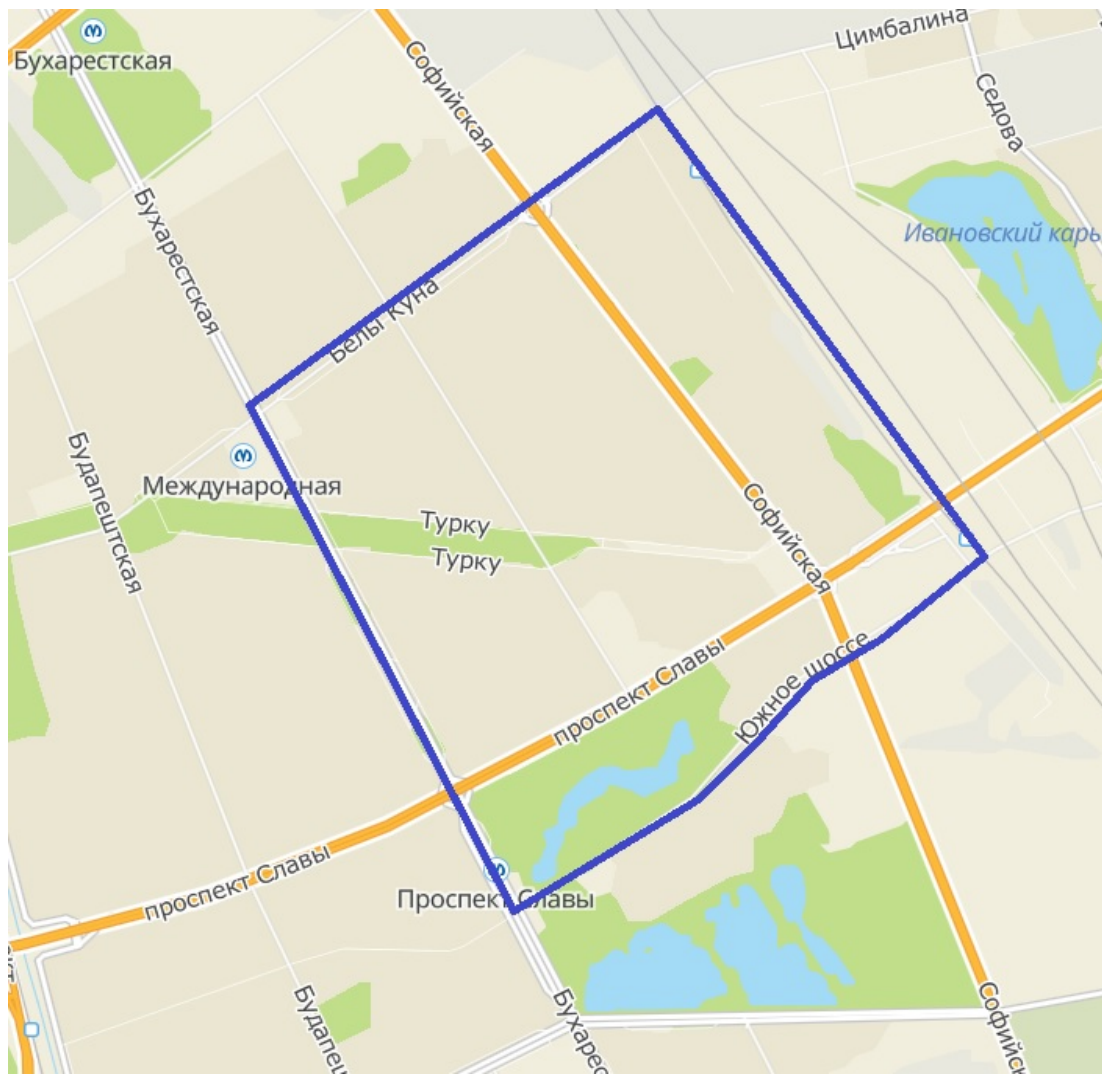 Бухарестская
Софийская
Цимбалина
Седова
Бухарестская
Ивановский карь
Белы Куна
Будапештская
Международная
Турку
Турку
Софийская
проспект Славы
Южное шоссе
проспект Славы
Проспект Славы
Будапеш
Бухарес
Софийск